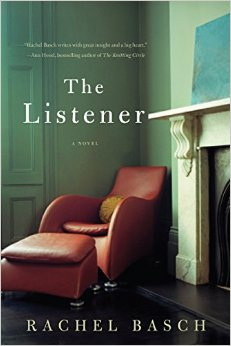 "Rachel Basch writes with great insight and a big heart."
—Ann Hood, bestselling author of The Knitting Circle
The
Listener
A NOVEL
RACHEL BASCH